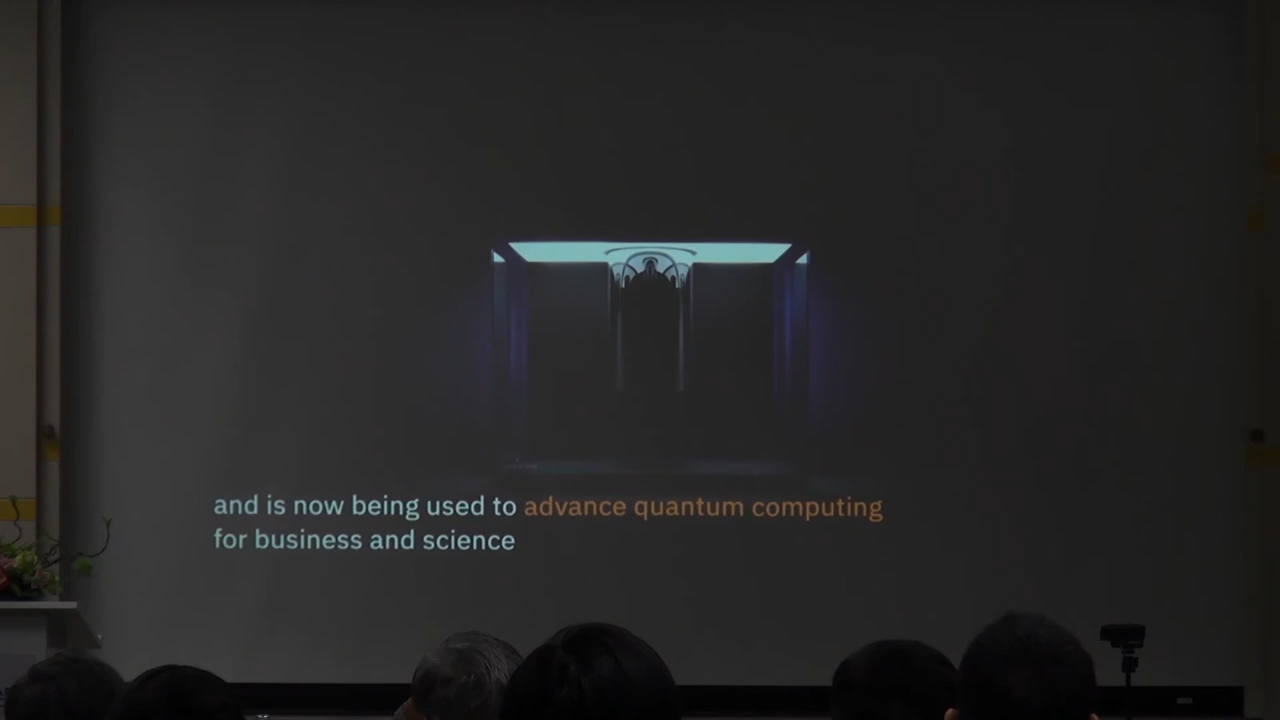 and is now being used to advance quantum computing
for business and science